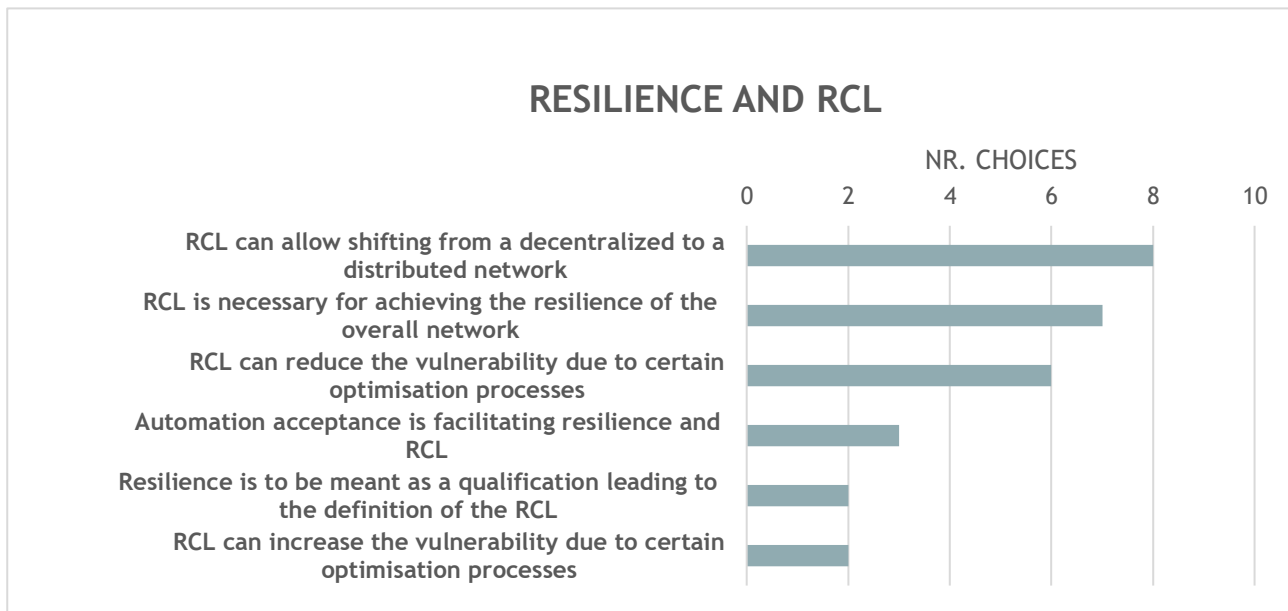 RESILIENCE AND RCL
NR. CHOICES
0 2 4 6 8 10
RCL can allow shifting from a decentralized to a
distributed network
RCL is necessary for achieving the resilience of the
overall network
RCL can reduce the vulnerability due to certain
optimisation processes
Automation acceptance is facilitating resilience and
RCL
Resilience is to be meant as a qualification leading to
the definition of the RCL
RCL can increase the vulnerability due to certain
optimisation processes